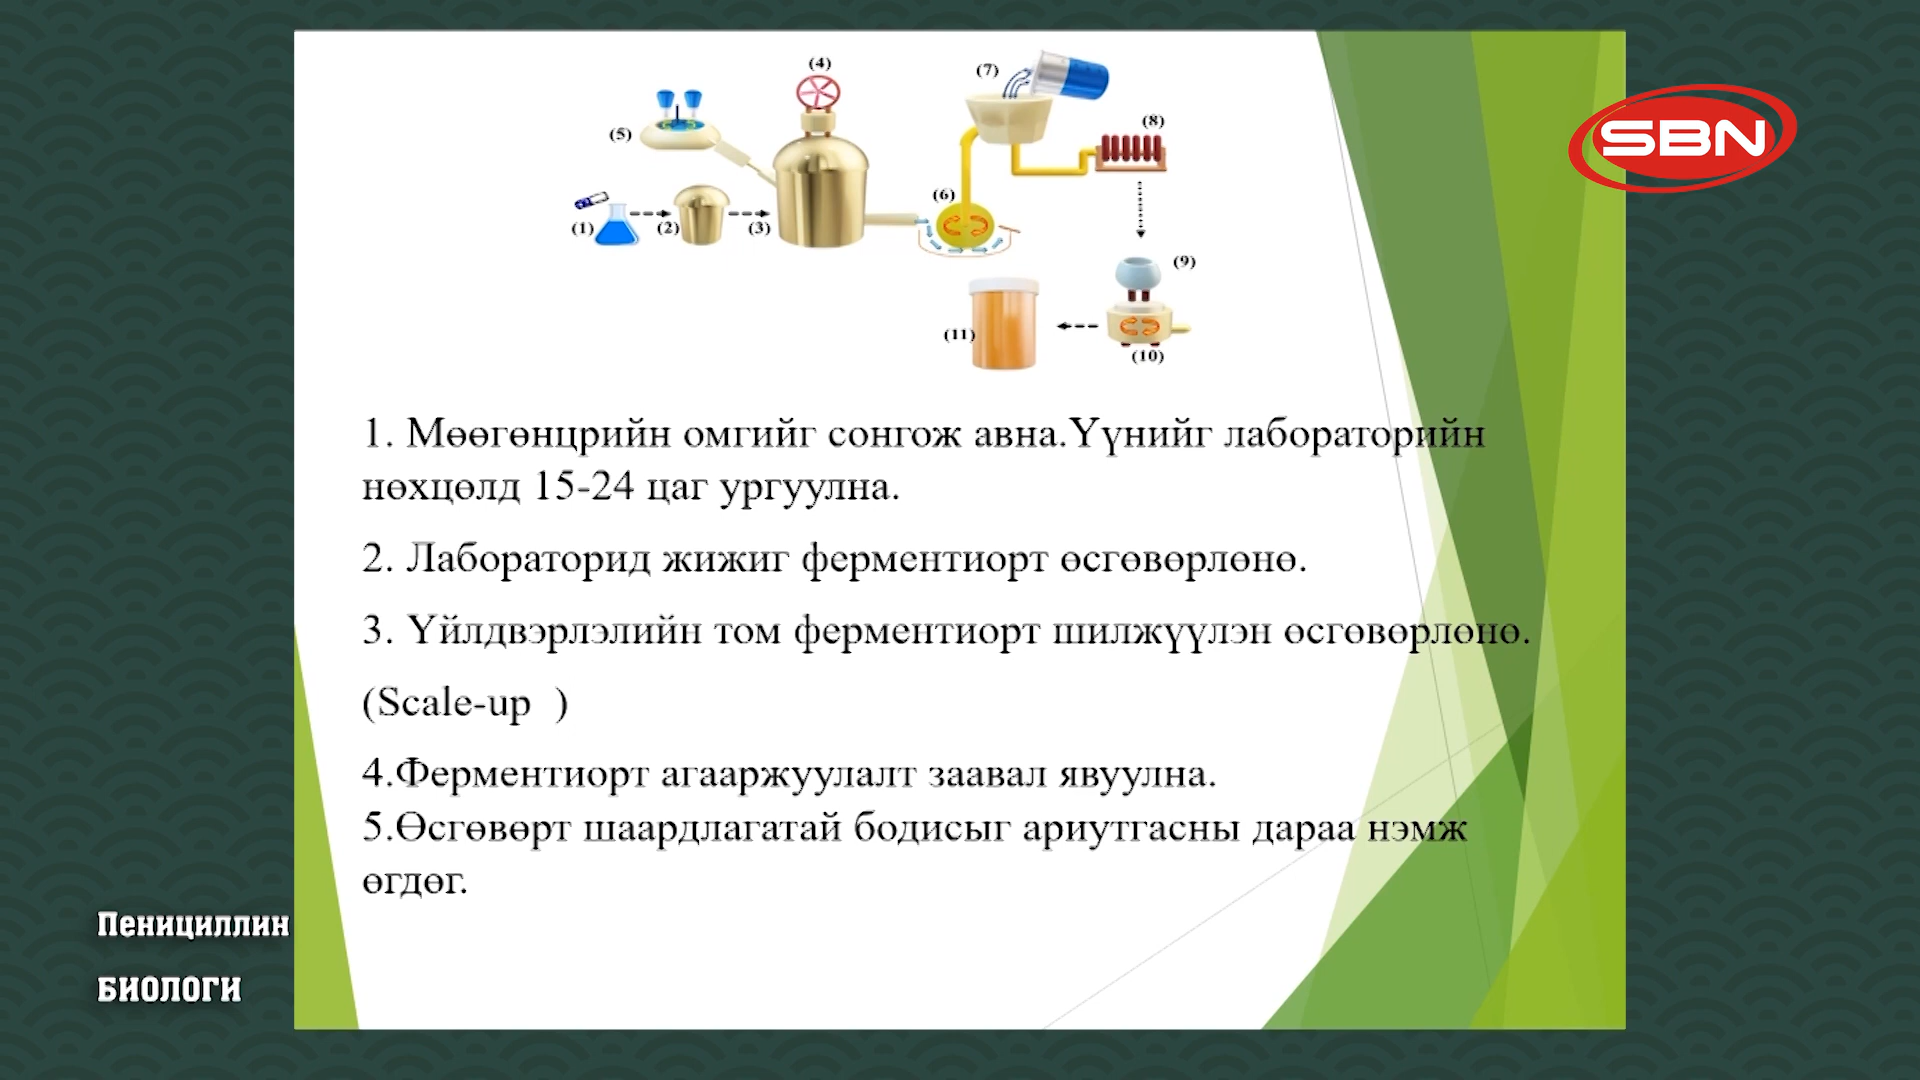 (4)
(7)
(8)
(5)
(6)
(1)
(2)
(3)
(9)
(11)
(10)
SBN
1. Мөөгөнцрийн омгийг сонгож авна.Үүнийг лабораторийн
нөхцөлд 15-24 цаг ургуулна.
2. Лабораторид жижиг ферментиорт өсгөвөрлөнө.
3. Үйлдвэрлэлийн том ферментиорт шилжүүлэн өсгөвөрлөнө.
(Scale-up )
4.Ферментиорт агааржуулалт заавал явуулна.
5.Өсгөвөрт шаардлагатай бодисыг ариутгасны дараа нэмж
өгдөг.
Пенициллин
БИОЛОГИ